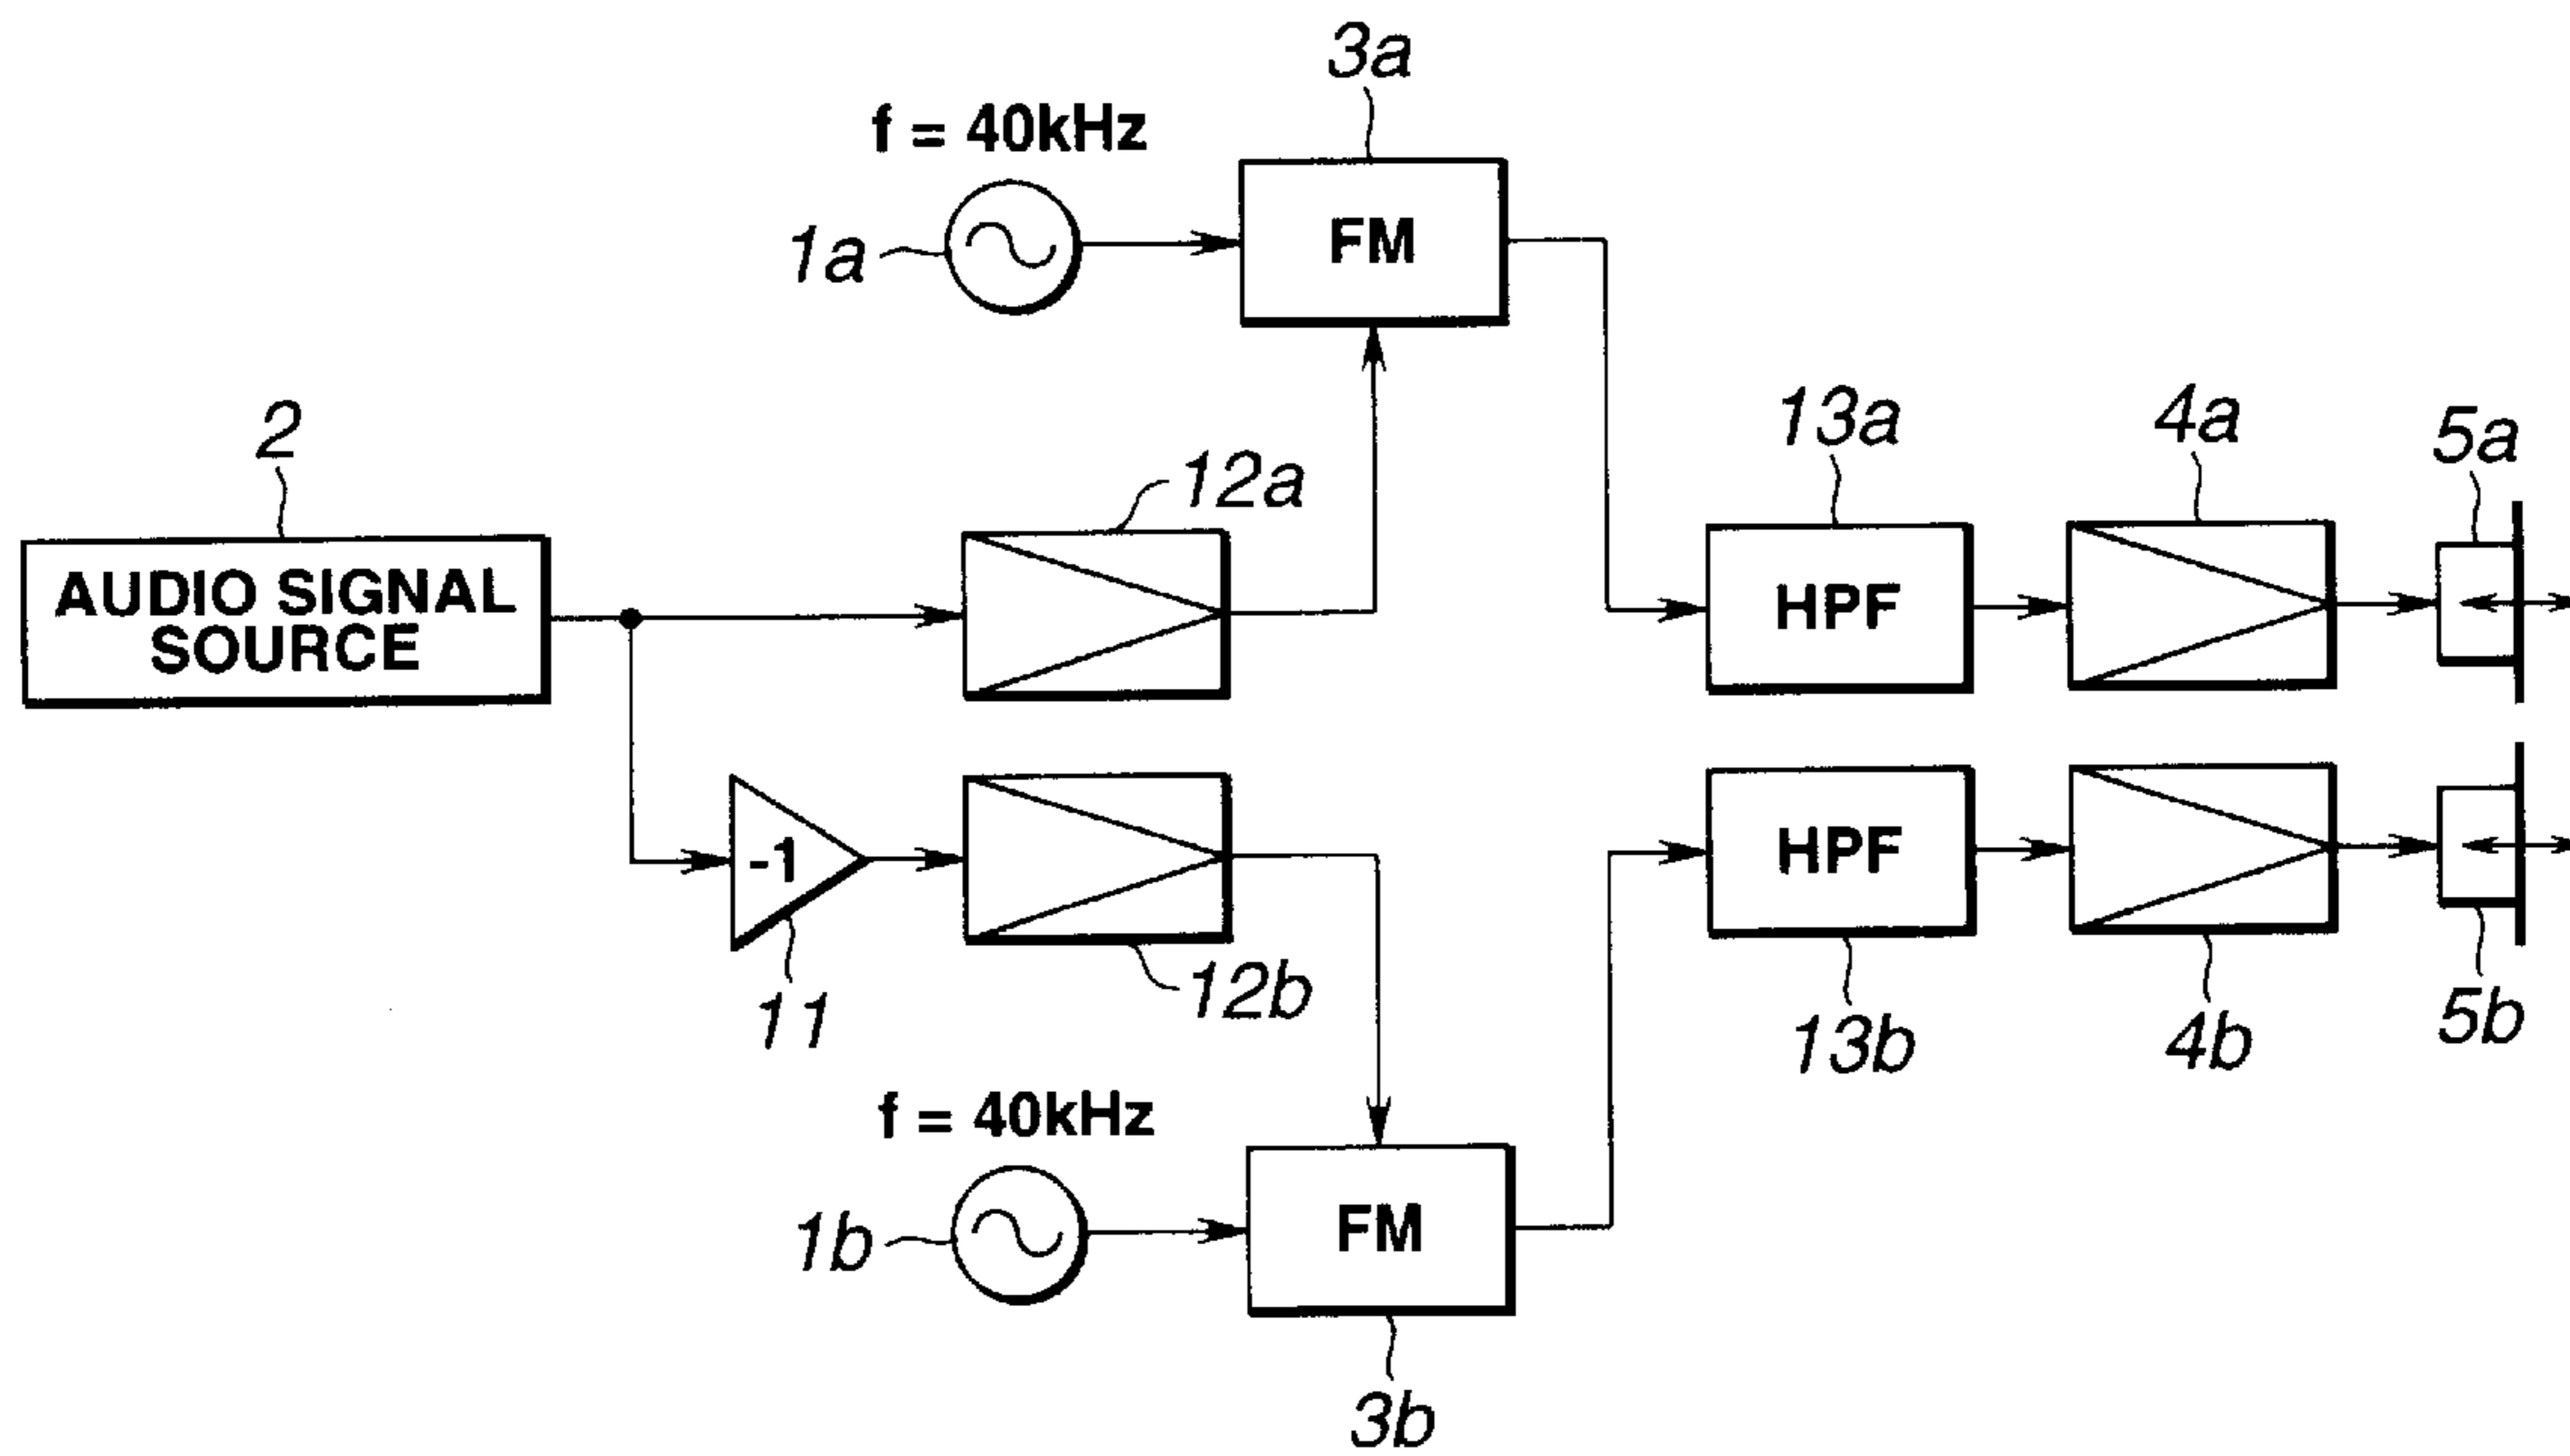 3a
f = 40kHz
1a
FM
2
12a
13a
4a
5a
AUDIO SIGNAL
SOURCE
HPF
-1
HPF
11
12b
13b
4b
5b
f = 40kHz
1b
FM
3b